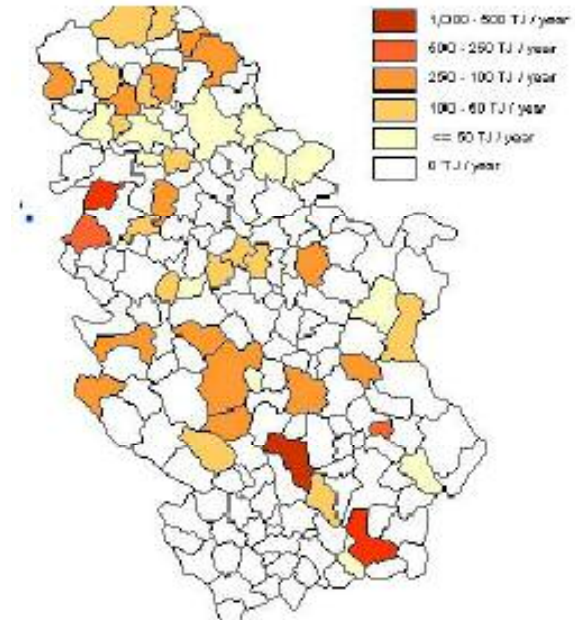 1,000 - 500 TJ / year
500 - 250 TJ / year
250 - 100 TJ / year
100 - 50 TJ / year
<= 50 TJ / year
0 TJ / year